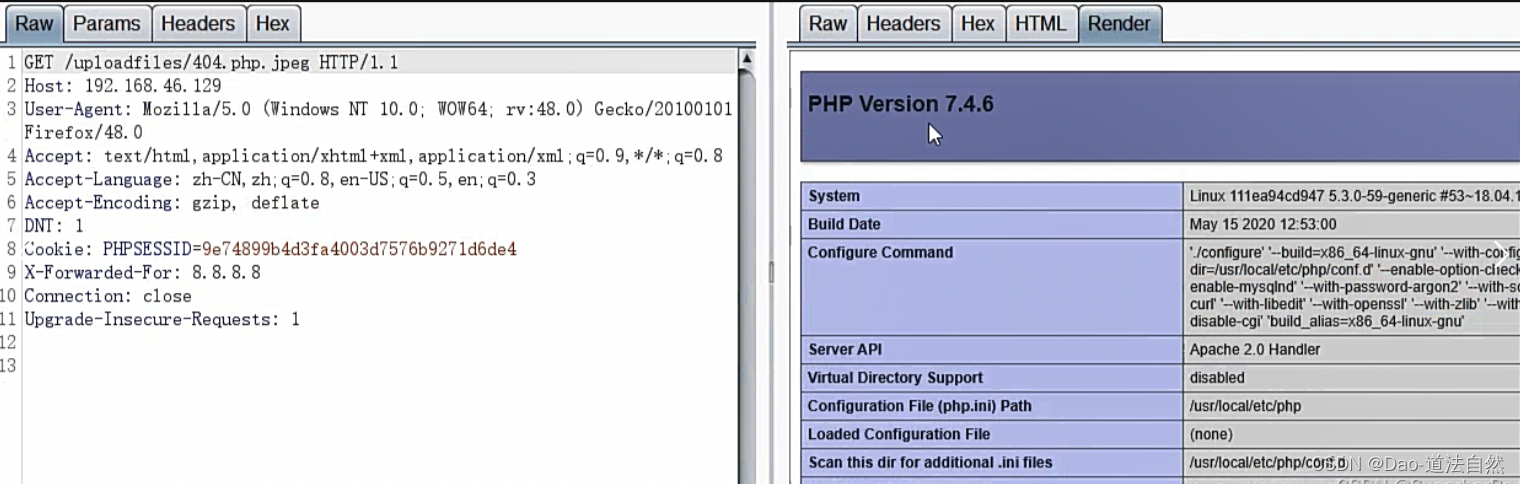 Raw Params Headers Hex
1 GET /uploadfiles/404.php.jpeg HTTP/1.1
2 Host: 192.168.46.129
3 User-Agent: Mozilla/5.0 (Windows NT 10.0; WOW64; rv:48.0) Gecko/20100101
Firefox/48.0
4 Accept: text/html,application/xhtml+xml,application/xml;q=0.9,*/*;q=0.8
5 Accept-Language: zh-CN,zh;q=0.8,en-US;q=0.5,en;q=0.3
6 Accept-Encoding: gzip, deflate
7 DNT: 1
8 Cookie: PHPSESSID=9e74899b4d3fa4003d7576b9271d6de4
9 X-Forwarded-For: 8.8.8.8
10 Connection: close
11 Upgrade-Insecure-Requests: 1
12
13
Raw Headers Hex HTML Render
PHP Version 7.4.6
System Linux 111ea94cd947 5.3.0-59-generic #53~18.04.1
Build Date May 15 2020 12:53:00
Configure Command './configure' '--build=x86_64-linux-gnu' '--with-config
dir=/usr/local/etc/php/conf.d' '--enable-option-check
enable-mysqlnd' '--with-password-argon2' '--with-so
curl' '--with-libedit' '--with-openssl' '--with-zlib' '--with
disable-cgi' 'build_alias=x86_64-linux-gnu'
Server API Apache 2.0 Handler
Virtual Directory Support disabled
Configuration File (php.ini) Path /usr/local/etc/php
Loaded Configuration File (none)
Scan this dir for additional .ini files /usr/local/etc/php/conf.d
CSDN @Dao-道法自然